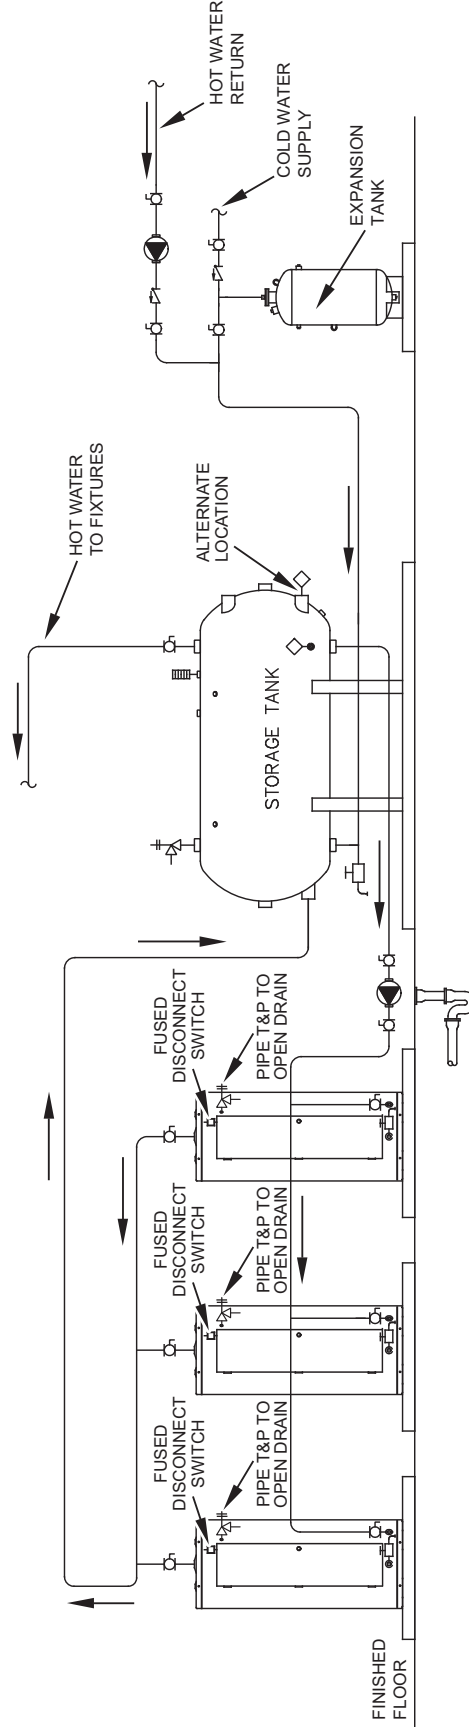 HOT WATER
RETURN
COLD WATER
SUPPLY
EXPANSION
TANK
HOT WATER
TO FIXTURES
ALTERNATE
LOCATION
STORAGE TANK
FUSED
DISCONNECT
SWITCH
PIPE T&P TO
OPEN DRAIN
FUSED
DISCONNECT
SWITCH
PIPE T&P TO
OPEN DRAIN
FUSED
DISCONNECT
SWITCH
PIPE T&P TO
OPEN DRAIN
FINISHED
FLOOR